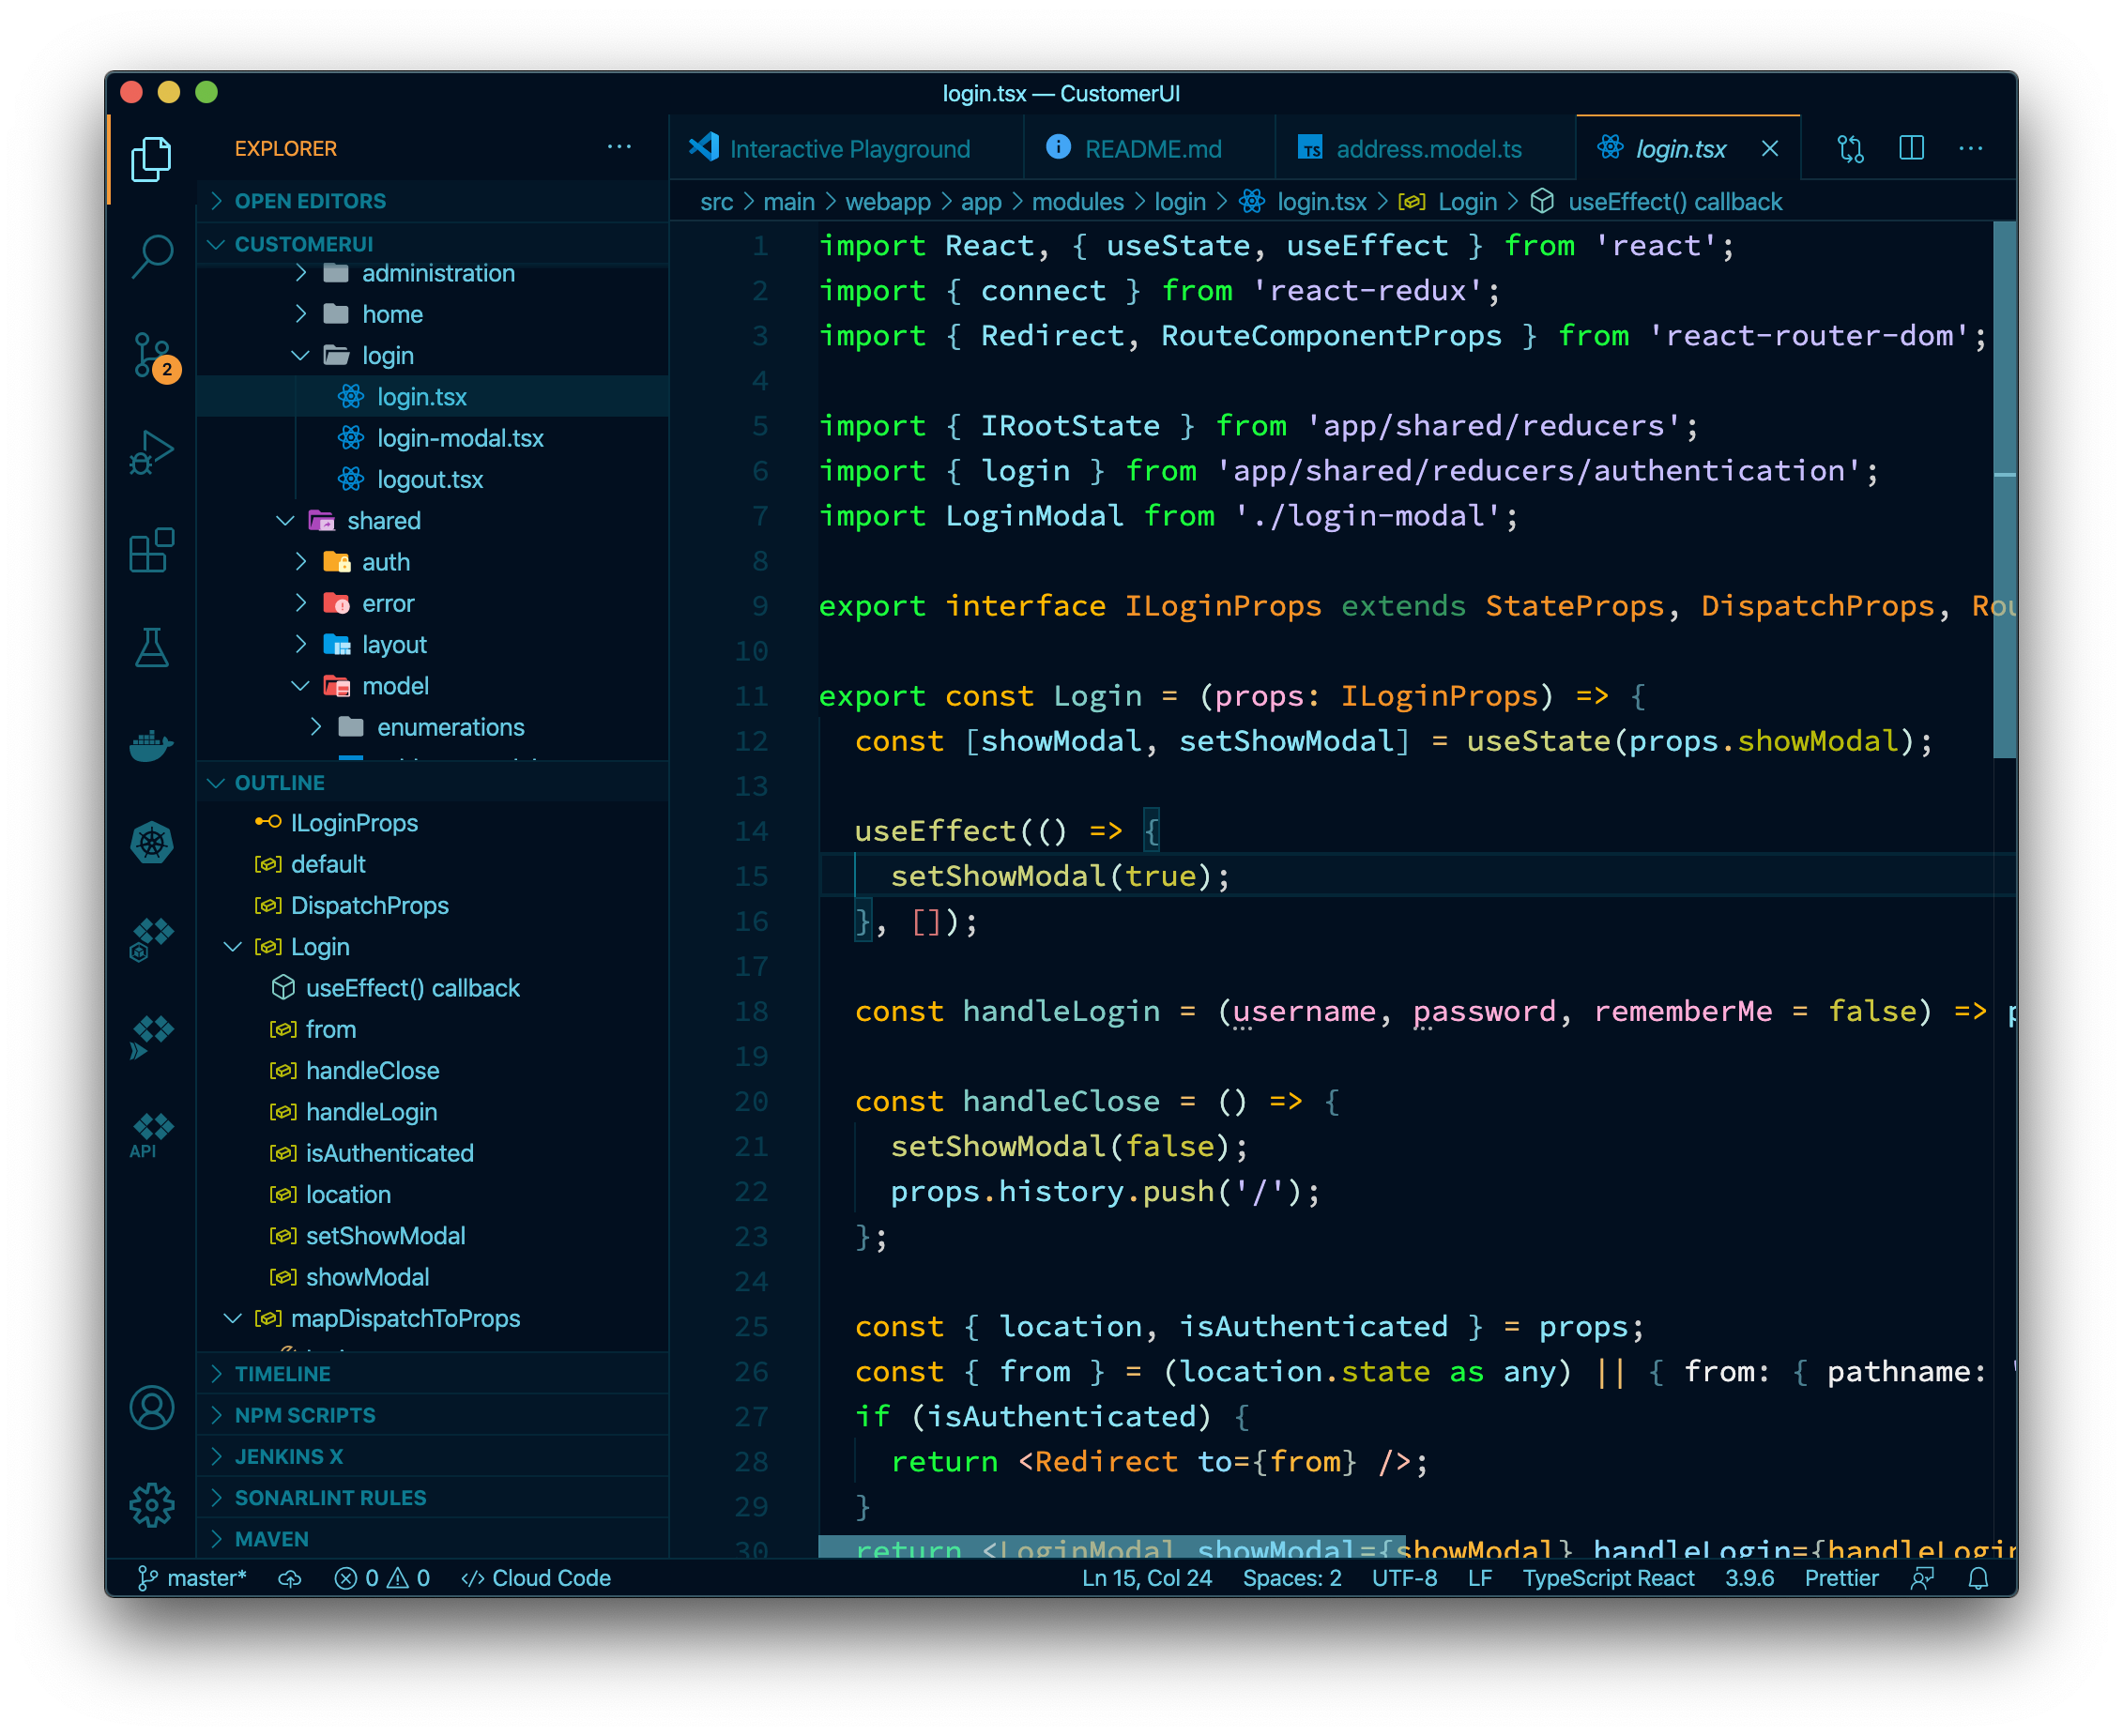 login.tsx — CustomerUI
EXPLORER
OPEN EDITORS
CUSTOMERUI
administration
home
login
login.tsx
login-modal.tsx
logout.tsx
shared
auth
error
layout
model
enumerations
OUTLINE
ILoginProps
default
DispatchProps
Login
useEffect() callback
from
handleClose
handleLogin
isAuthenticated
location
setShowModal
showModal
mapDispatchToProps
TIMELINE
NPM SCRIPTS
JENKINS X
SONARLINT RULES
MAVEN
2
API
Interactive Playground README.md TS address.model.ts login.tsx
src > main > webapp > app > modules > login > login.tsx > Login > useEffect() callback
1 import React, { useState, useEffect } from 'react';
2 import { connect } from 'react-redux';
3 import { Redirect, RouteComponentProps } from 'react-router-dom';
4
5 import { IRootState } from 'app/shared/reducers';
6 import { login } from 'app/shared/reducers/authentication';
7 import LoginModal from './login-modal';
8
9 export interface ILoginProps extends StateProps, DispatchProps, Rou
10
11 export const Login = (props: ILoginProps) => {
12 const [showModal, setShowModal] = useState(props.showModal);
13
14 useEffect(() => {
15 setShowModal(true);
16 }, []);
17
18 const handleLogin = (username, password, rememberMe = false) => p
19
20 const handleClose = () => {
21 setShowModal(false);
22 props.history.push('/');
23 };
24
25 const { location, isAuthenticated } = props;
26 const { from } = (location.state as any) || { from: { pathname: '
27 if (isAuthenticated) {
28 return <Redirect to={from} />;
29 }
30 return <LoginModal showModal={showModal} handleLogin={handleLogin
master* 0 0 </> Cloud Code Ln 15, Col 24 Spaces: 2 UTF-8 LF TypeScript React 3.9.6 Prettier